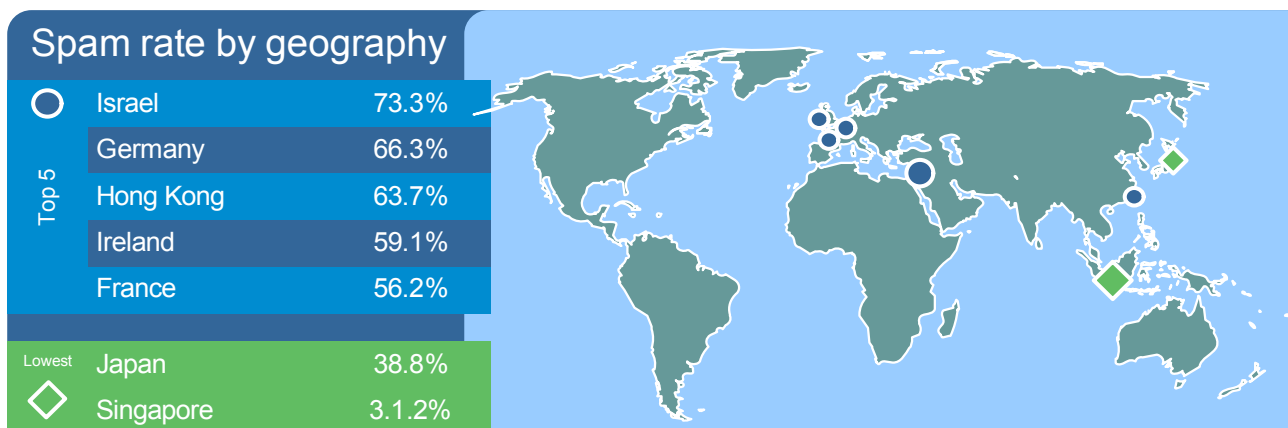 Spam rate by geography
Top 5
Israel 73.3%
Germany 66.3%
Hong Kong 63.7%
Ireland 59.1%
France 56.2%
Lowest
Japan 38.8%
Singapore 3.1.2%